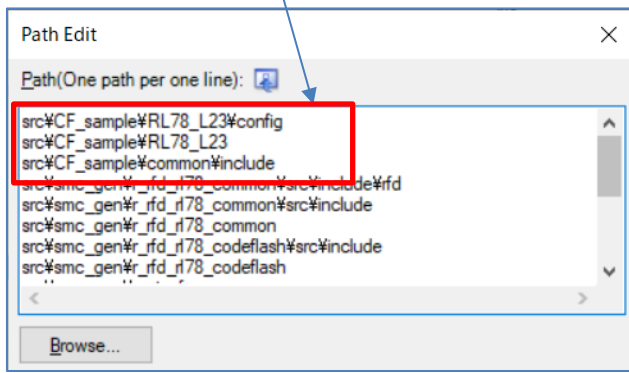 Path Edit
Path(One path per one line):
src¥CF_sample¥RL78_L23¥config
src¥CF_sample¥RL78_L23
src¥CF_sample¥common¥include
src¥smc_gen¥r_rfd_rl78_common¥src¥include¥rfd
src¥smc_gen¥r_rfd_rl78_common¥src¥include
src¥smc_gen¥r_rfd_rl78_common
src¥smc_gen¥r_rfd_rl78_codeflash¥src¥include
src¥smc_gen¥r_rfd_rl78_codeflash
Browse...